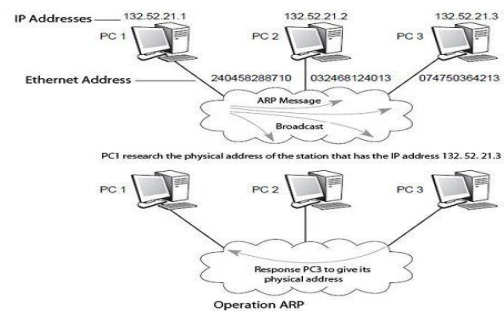 IP Addresses 132.52.21.1 132.52.21.2 132.52.21.3
PC 1 PC 2 PC 3
Ethernet Address 240458288710 032468124013 074750364213
ARP Message
Broadcast
PC1 research the physical address of the station that has the IP address 132. 52. 21.3
PC 1 PC 2 PC 3
Response PC3 to give its
physical address
Operation ARP